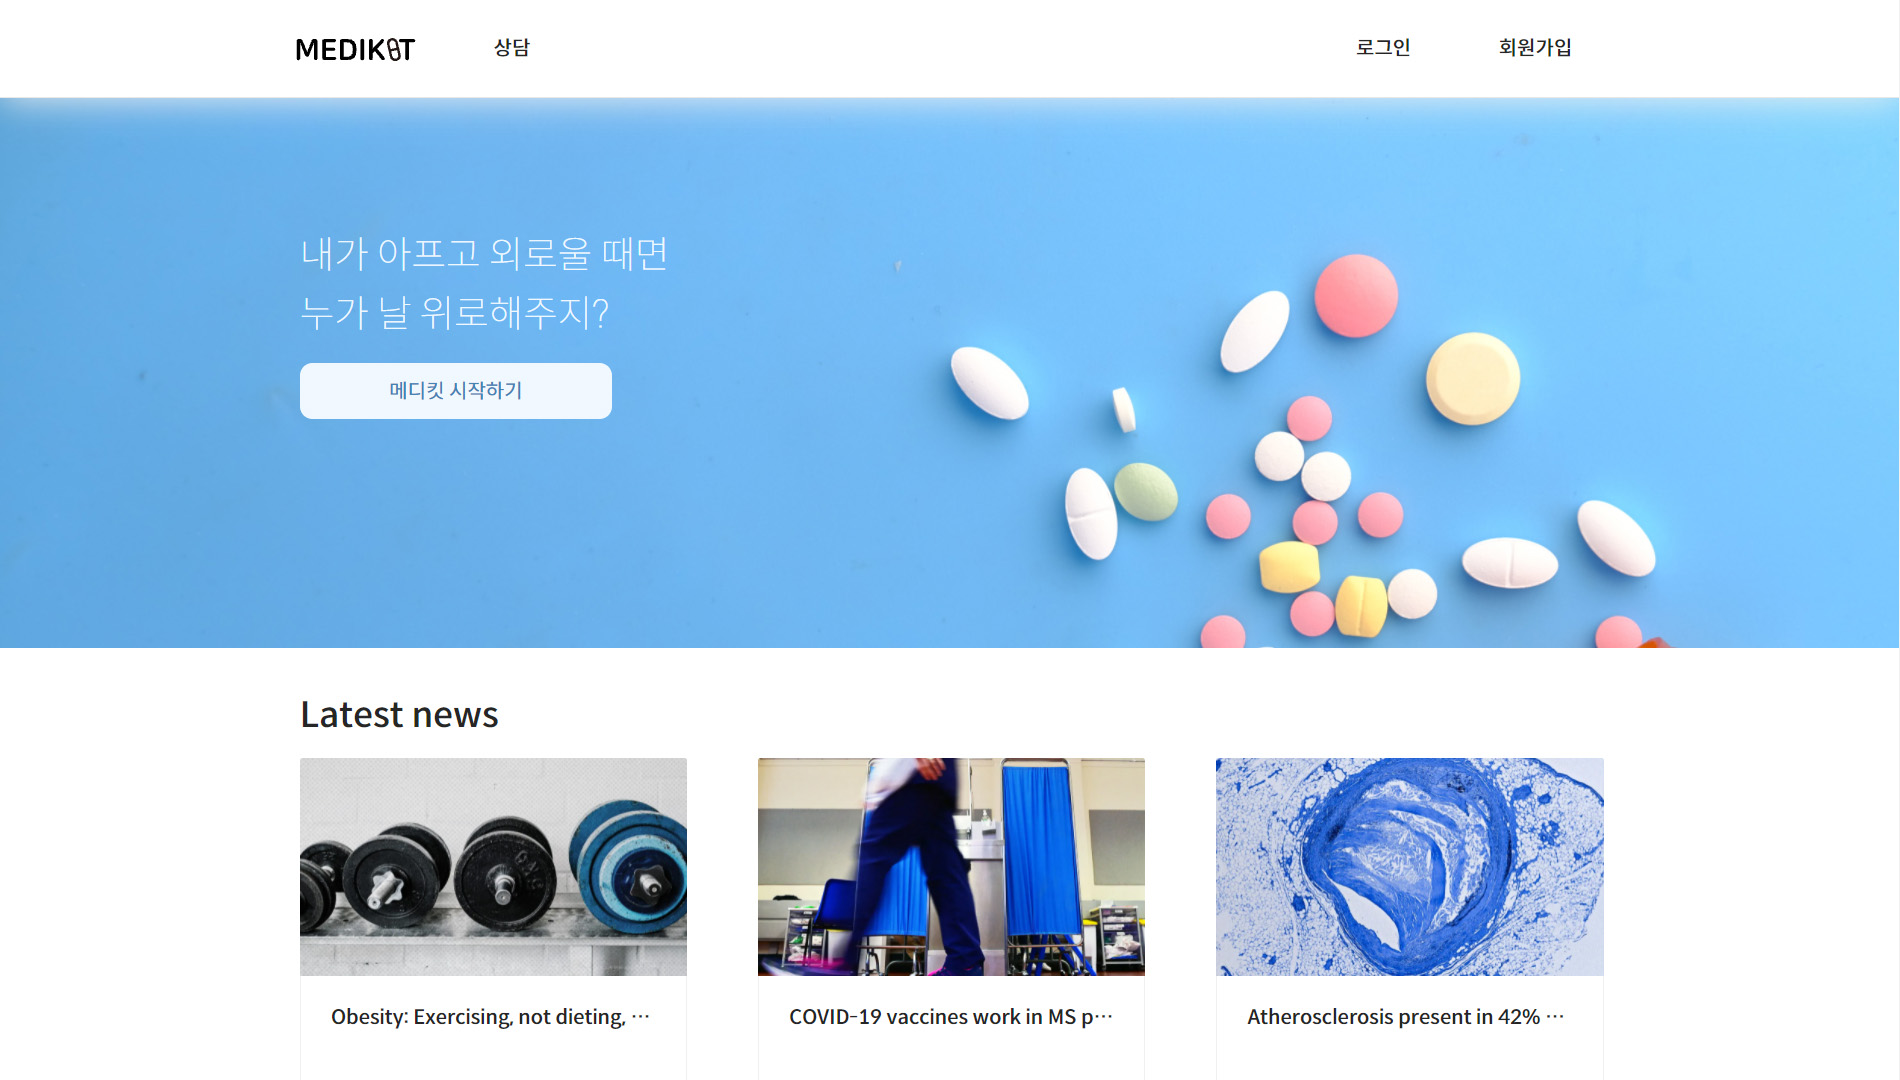 MEDIKIT
상담
로그인
회원가입
내가 아프고 외로울 때면
누가 날 위로해주지?
메디킷 시작하기
Latest news
Obesity: Exercising, not dieting, ⋯
COVID-19 vaccines work in MS p⋯
Atherosclerosis present in 42% ⋯